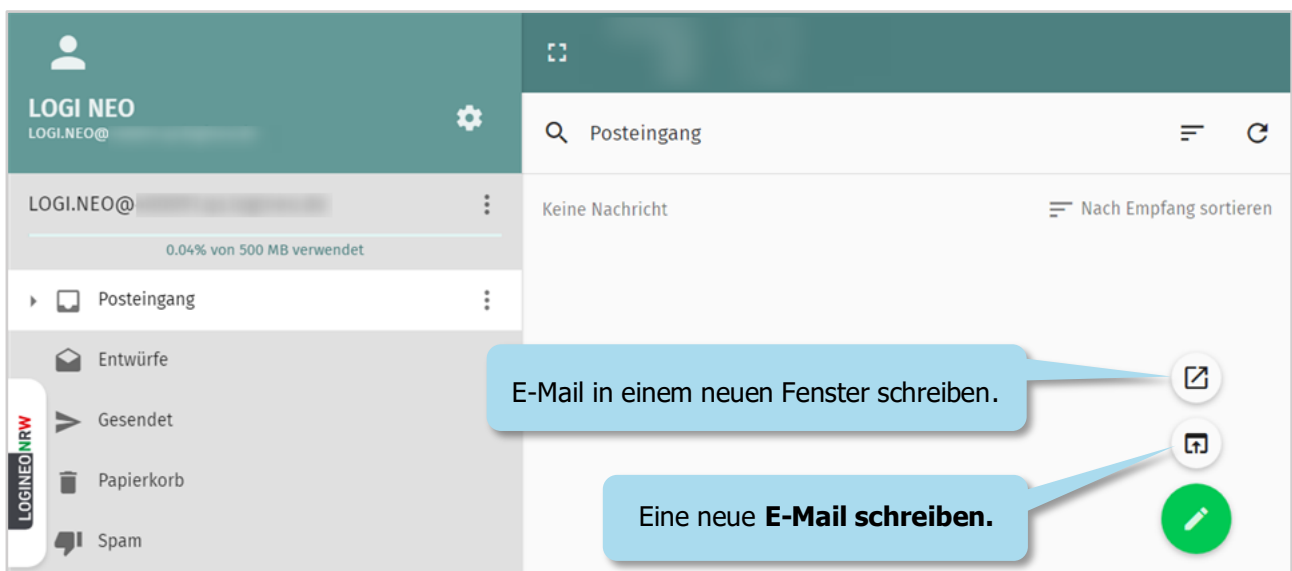 LOGI NEO
LOGI.NEO@
LOGI.NEO@
0.04% von 500 MB verwendet
Posteingang
Entwürfe
Gesendet
Papierkorb
Spam
LOGINEONRW
Posteingang
Keine Nachricht
Nach Empfang sortieren
E-Mail in einem neuen Fenster schreiben.
Eine neue E-Mail schreiben.